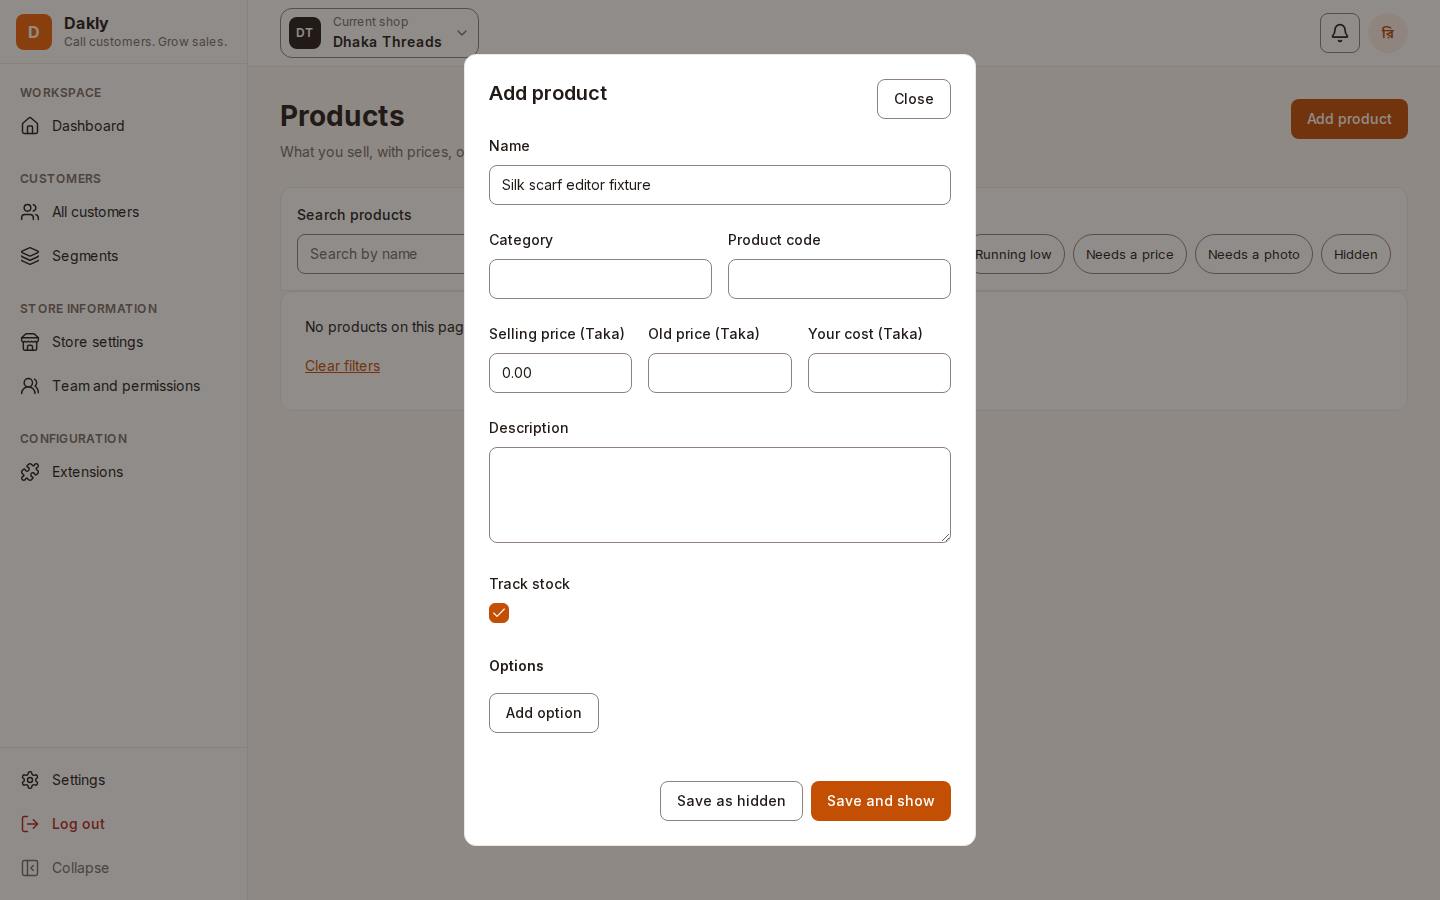 D
Dakly
Call customers. Grow sales.
WORKSPACE
Dashboard
CUSTOMERS
All customers
Segments
STORE INFORMATION
Store settings
Team and permissions
CONFIGURATION
Extensions
Settings
Log out
Collapse
DT
Current shop
Dhaka Threads
রি
Products
What you sell, with prices, o
Add product
Search products
Search by name
Running low
Needs a price
Needs a photo
Hidden
No products on this pag
Clear filters
Add product
Close
Name
Silk scarf editor fixture
Category
Product code
Selling price (Taka)
Old price (Taka)
Your cost (Taka)
0.00
Description
Track stock
Options
Add option
Save as hidden
Save and show